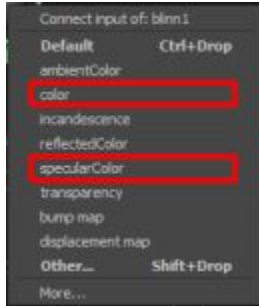 Connect input of: blinn1
Default Ctrl+Drop
ambientColor
color
incandescence
reflectedColor
specularColor
transparency
bump map
displacement map
Other... Shift+Drop
More...